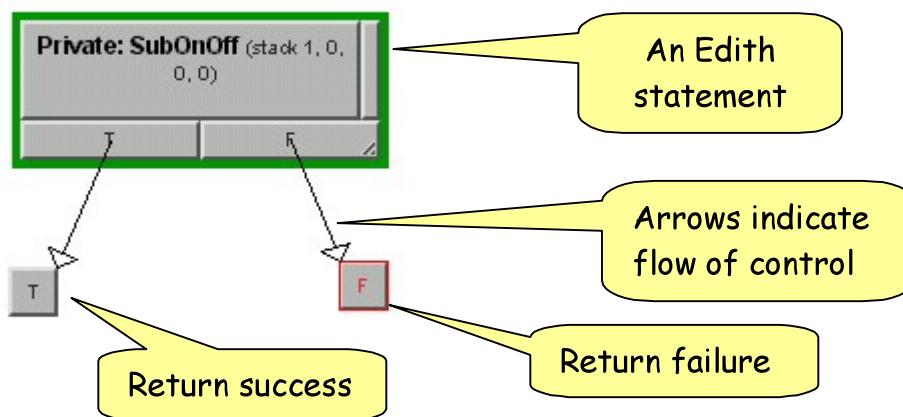 Private: SubOnOff (stack 1, 0,
0, 0)
T F
An Edith
statement
Arrows indicate
flow of control
T
F
Return success
Return failure